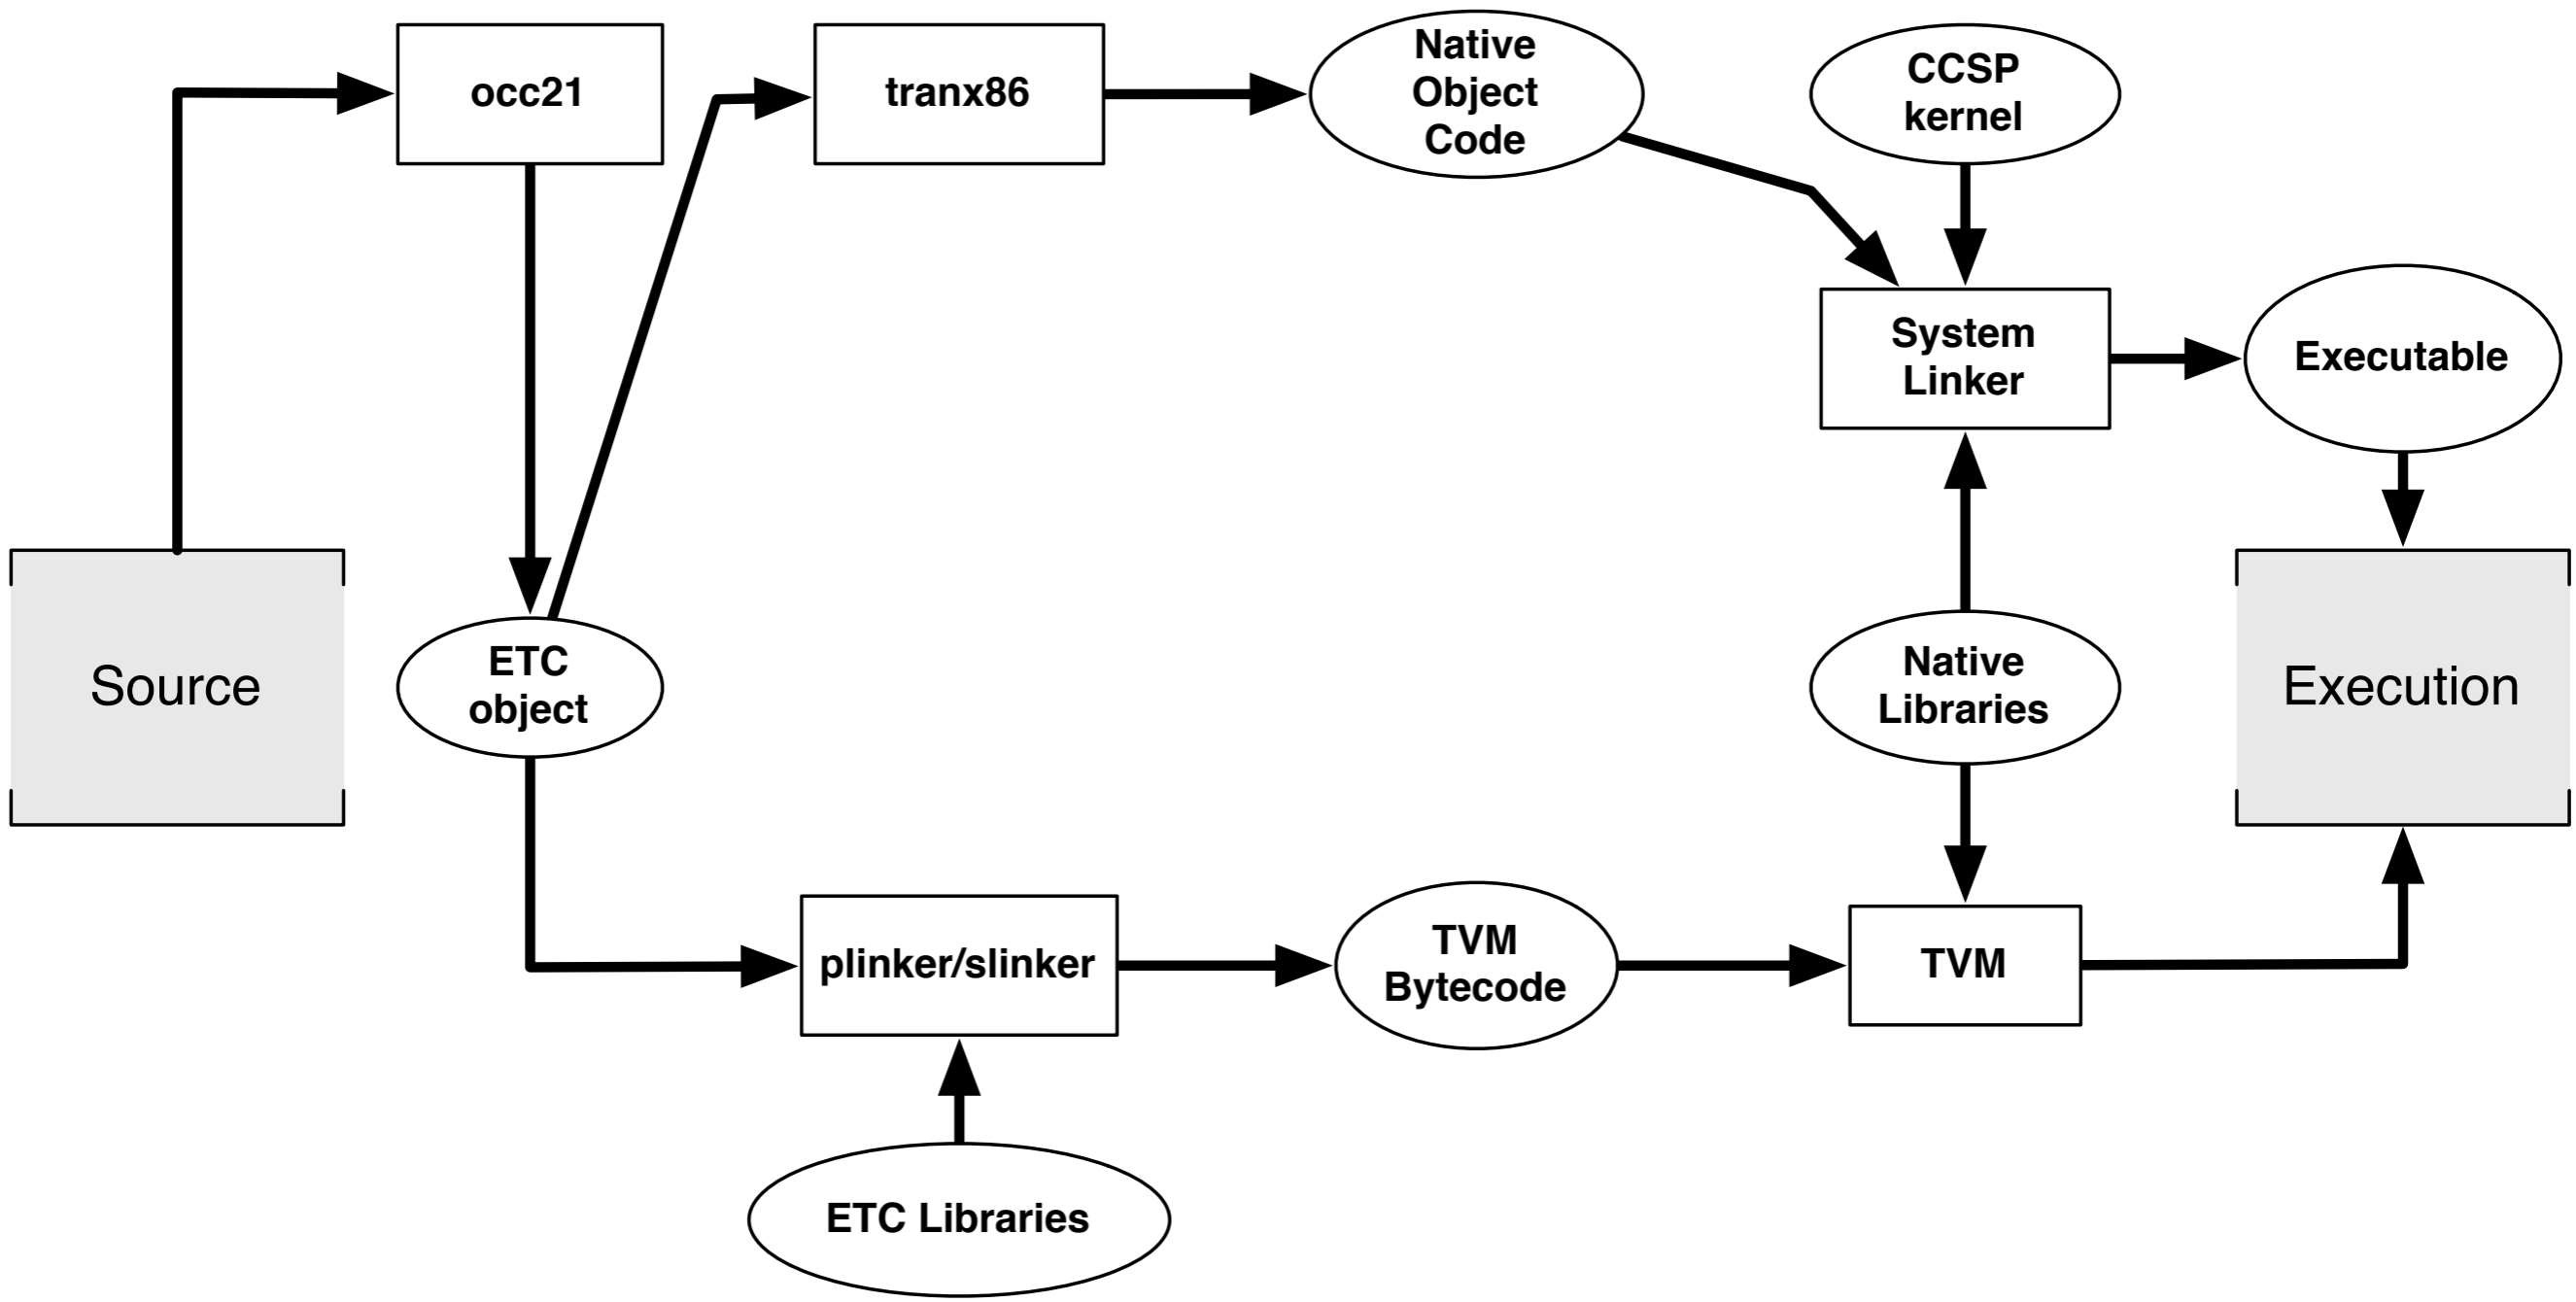 occ21
tranx86
Native
Object
Code
CCSP
kernel
System
Linker
Executable
Source
ETC
object
Native
Libraries
Execution
plinker/slinker
TVM
Bytecode
TVM
ETC Libraries